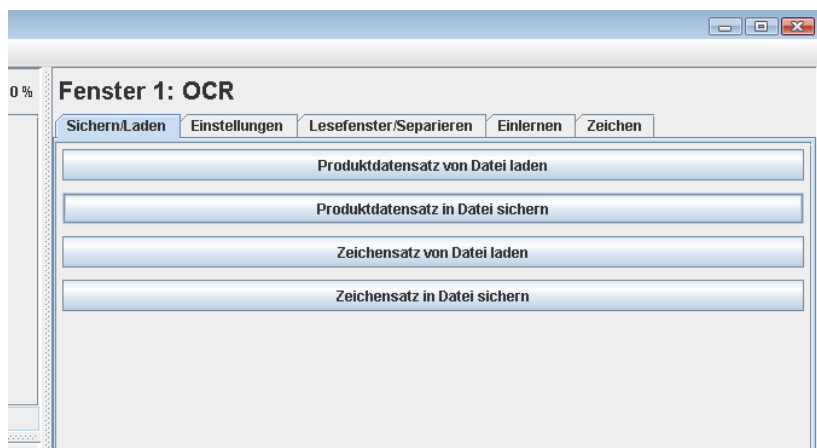 0 %
Fenster 1: OCR
Sichern/Laden Einstellungen Lesefenster/Separieren Einlernen Zeichen
Produktdatensatz von Datei laden
Produktdatensatz in Datei sichern
Zeichensatz von Datei laden
Zeichensatz in Datei sichern